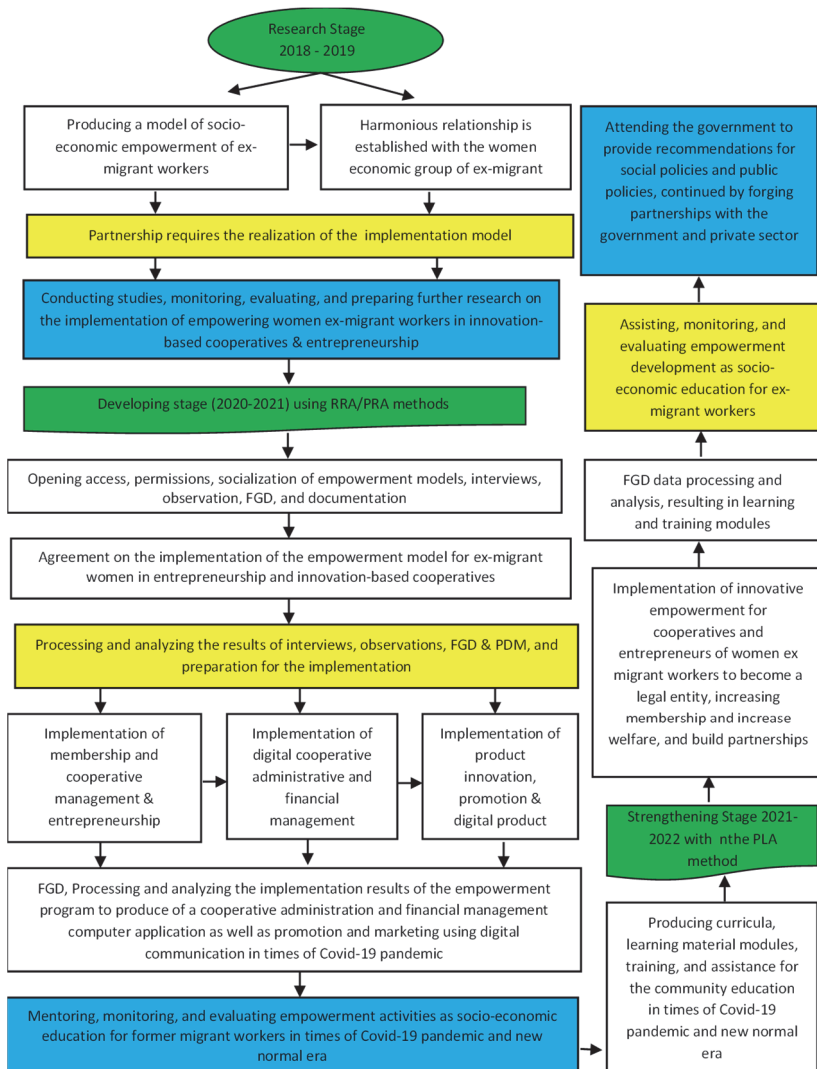 Research Stage
2018 - 2019
Producing a model of socio-
economic empowerment of ex-
migrant workers
Harmonious relationship is
established with the women
economic group of ex-migrant
Partnership requires the realization of the implementation model
Conducting studies, monitoring, evaluating, and preparing further research on
the implementation of empowering women ex-migrant workers in innovation-
based cooperatives & entrepreneurship
Developing stage (2020-2021) using RRA/PRA methods
Opening access, permissions, socialization of empowerment models, interviews,
observation, FGD, and documentation
Agreement on the implementation of the empowerment model for ex-migrant
women in entrepreneurship and innovation-based cooperatives
Processing and analyzing the results of interviews, observations, FGD & PDM, and
preparation for the implementation
Implementation of
membership and
cooperative
management &
entrepreneurship
Implementation of
digital cooperative
administrative and
financial
management
Implementation of
product
innovation,
promotion &
digital product
FGD, Processing and analyzing the implementation results of the empowerment
program to produce of a cooperative administration and financial management
computer application as well as promotion and marketing using digital
communication in times of Covid-19 pandemic
Mentoring, monitoring, and evaluating empowerment activities as socio-economic
education for former migrant workers in times of Covid-19 pandemic and new
normal era
Producing curricula,
learning material modules,
training, and assistance for
the community education
in times of Covid-19
pandemic and new normal
era
Strengthening Stage 2021-
2022 with nthe PLA
method
Implementation of innovative
empowerment for
cooperatives and
entrepreneurs of women ex
migrant workers to become a
legal entity, increasing
membership and increase
welfare, and build partnerships
FGD data processing and
analysis, resulting in learning
and training modules
Assisting, monitoring, and
evaluating empowerment
development as socio-
economic education for ex-
migrant workers
Attending the government to
provide recommendations for
social policies and public
policies, continued by forging
partnerships with the
government and private sector